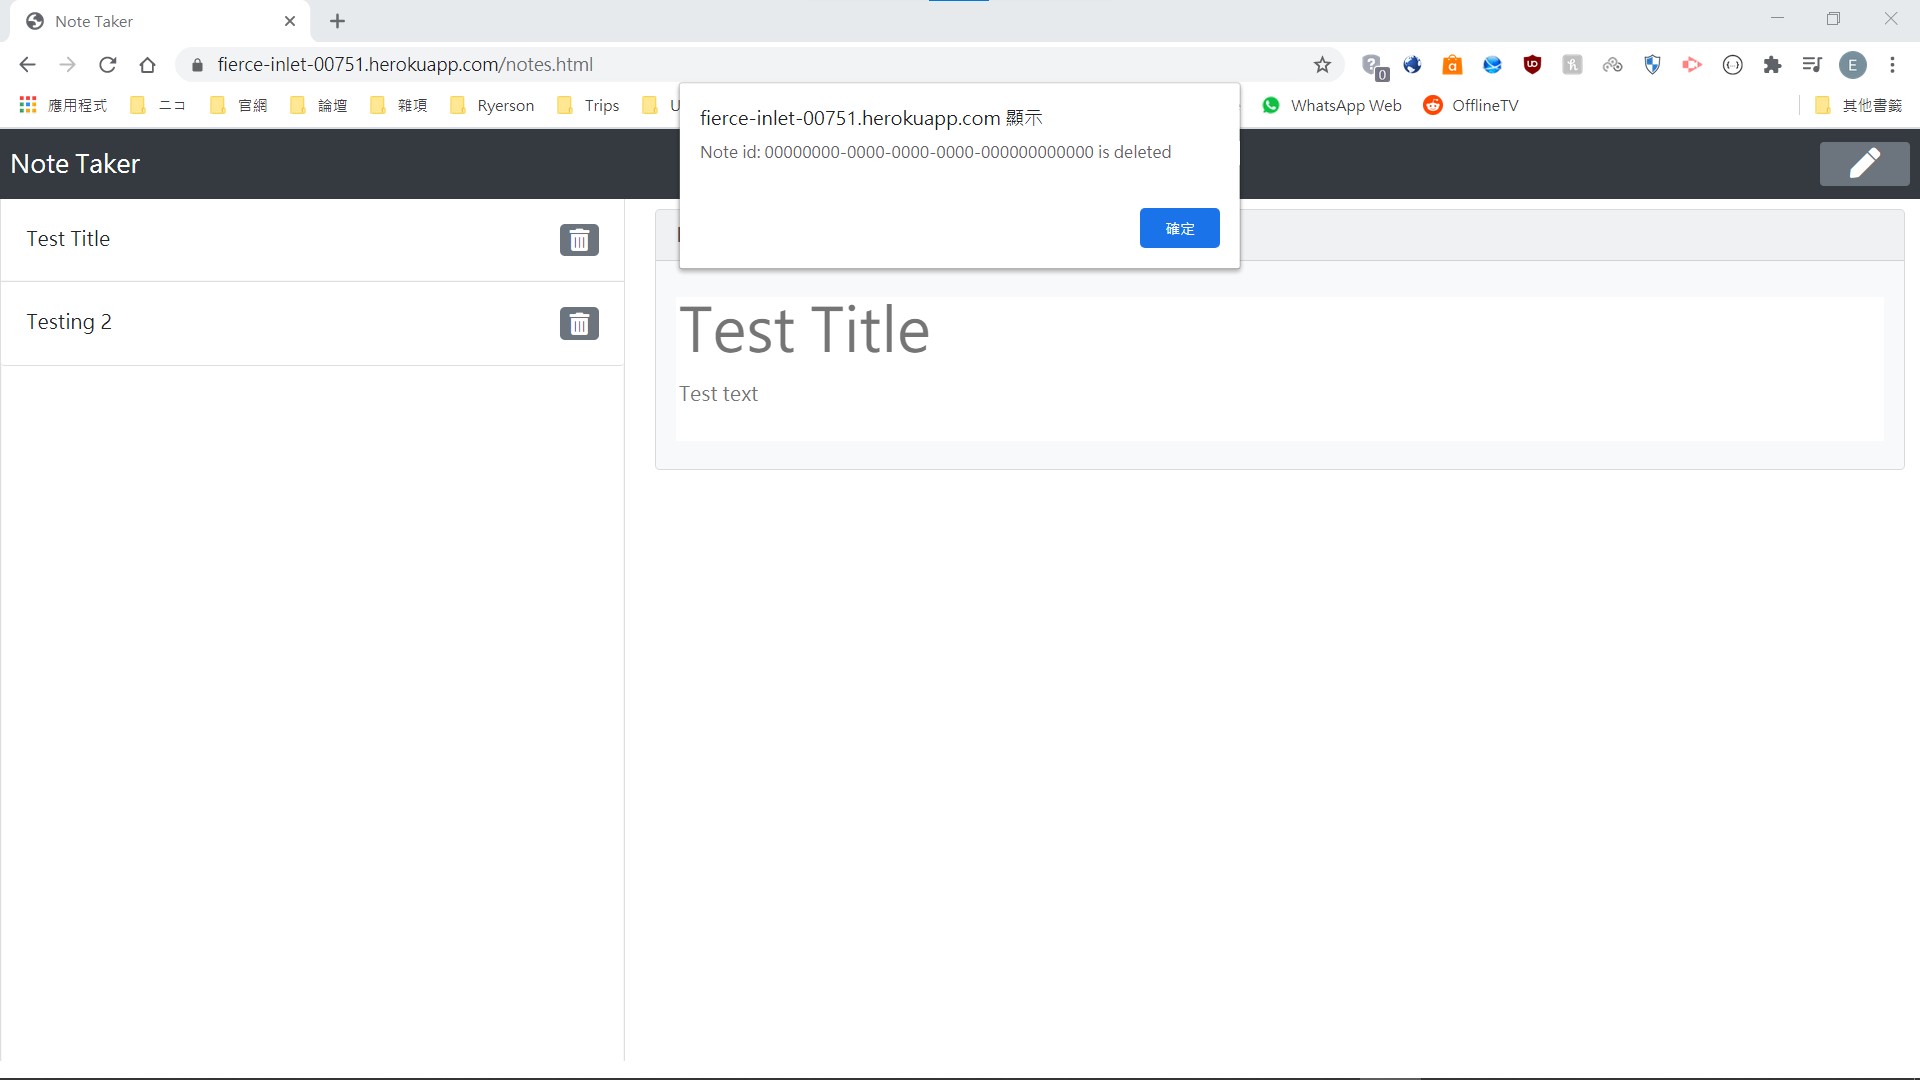 Note Taker
fierce-inlet-00751.herokuapp.com/notes.html
0
E
應用程式
ニコ
官網
論壇
雜項
Ryerson
Trips
WhatsApp Web
OfflineTV
其他書籤
fierce-inlet-00751.herokuapp.com 顯示
Note id: 00000000-0000-0000-0000-000000000000 is deleted
確定
Note Taker
Test Title
Testing 2
Test Title
Test text